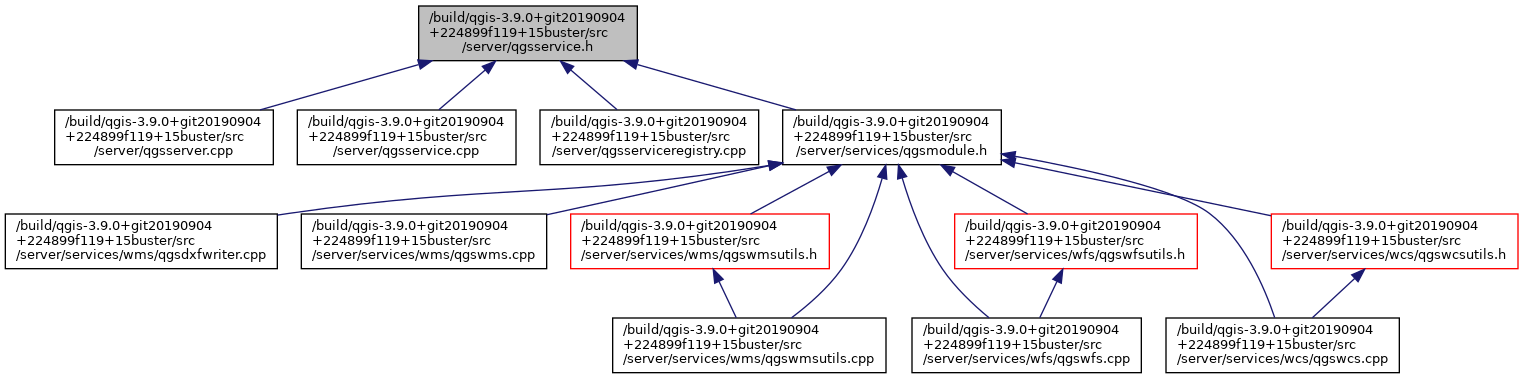 /build/qgis-3.9.0+git20190904
+224899f119+15buster/src
/server/qgsservice.h
/build/qgis-3.9.0+git20190904
+224899f119+15buster/src
/server/qgsserver.cpp
/build/qgis-3.9.0+git20190904
+224899f119+15buster/src
/server/qgsservice.cpp
/build/qgis-3.9.0+git20190904
+224899f119+15buster/src
/server/qgsserviceregistry.cpp
/build/qgis-3.9.0+git20190904
+224899f119+15buster/src
/server/services/qgsmodule.h
/build/qgis-3.9.0+git20190904
+224899f119+15buster/src
/server/services/wms/qgsdxfwriter.cpp
/build/qgis-3.9.0+git20190904
+224899f119+15buster/src
/server/services/wms/qgswms.cpp
/build/qgis-3.9.0+git20190904
+224899f119+15buster/src
/server/services/wms/qgswmsutils.h
/build/qgis-3.9.0+git20190904
+224899f119+15buster/src
/server/services/wfs/qgswfsutils.h
/build/qgis-3.9.0+git20190904
+224899f119+15buster/src
/server/services/wcs/qgswcsutils.h
/build/qgis-3.9.0+git20190904
+224899f119+15buster/src
/server/services/wms/qgswmsutils.cpp
/build/qgis-3.9.0+git20190904
+224899f119+15buster/src
/server/services/wfs/qgswfs.cpp
/build/qgis-3.9.0+git20190904
+224899f119+15buster/src
/server/services/wcs/qgswcs.cpp